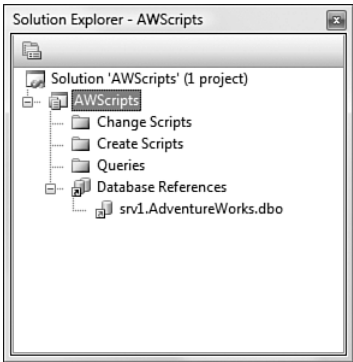 Solution Explorer - AWScripts
Solution 'AWScripts' (1 project)
AWScripts
Change Scripts
Create Scripts
Queries
Database References
srv1.AdventureWorks.dbo